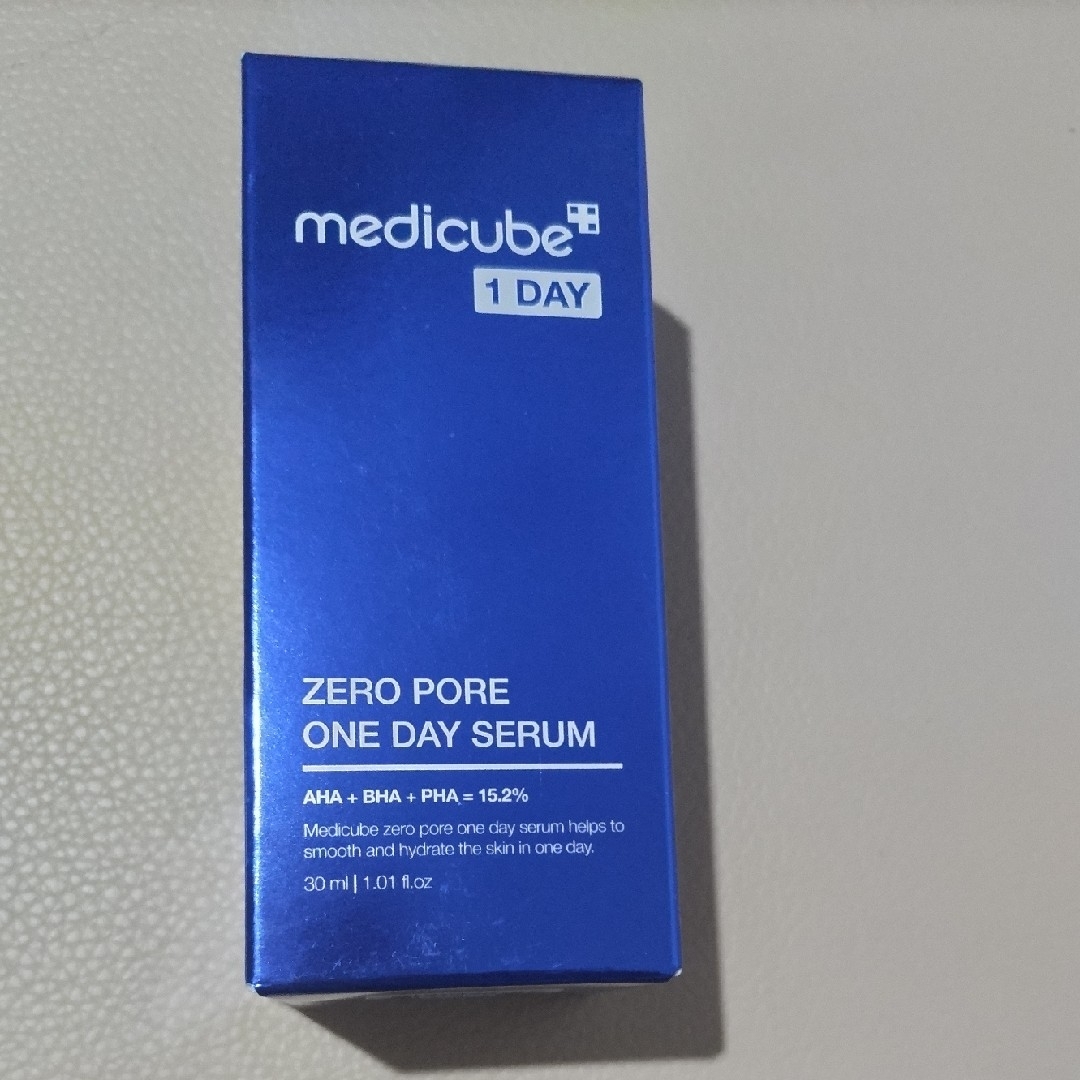 medicube
1 DAY
ZERO PORE
ONE DAY SERUM
AHA + BHA + PHA = 15.2%
Medicube zero pore one day serum helps to
smooth and hydrate the skin in one day.
30 ml | 1.01 fl.oz